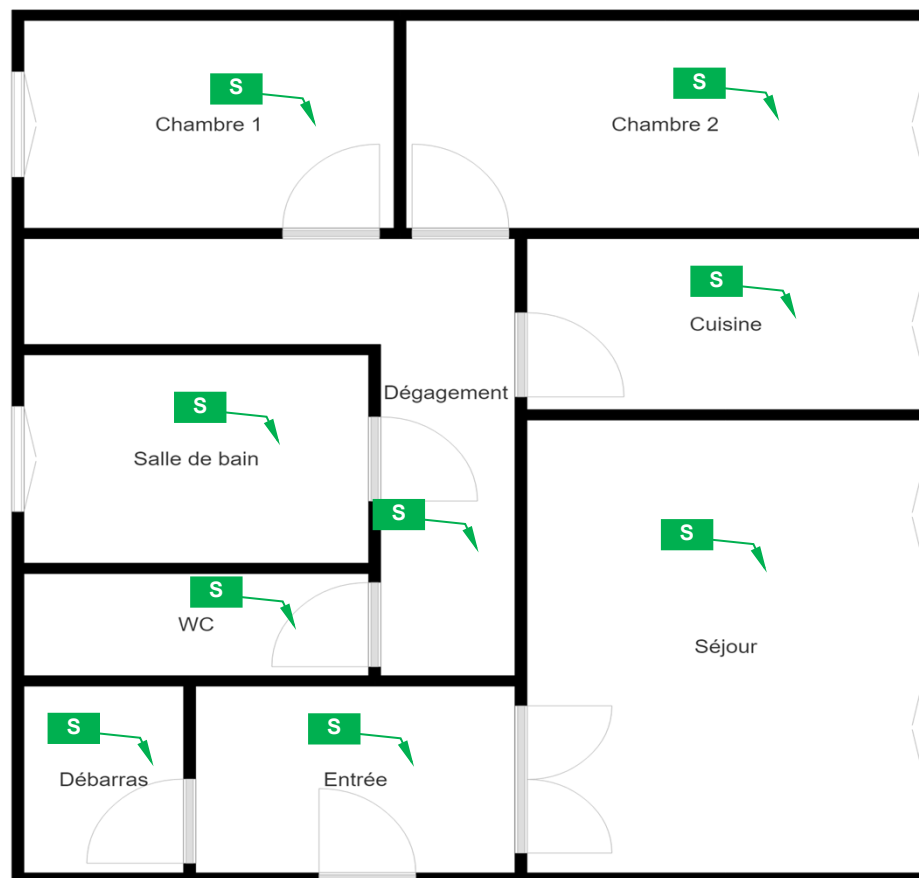 S
Chambre 1
S
Chambre 2
S
Cuisine
Dégagement
S
Salle de bain
S
S
Séjour
S
WC
S
Débarras
S
Entrée